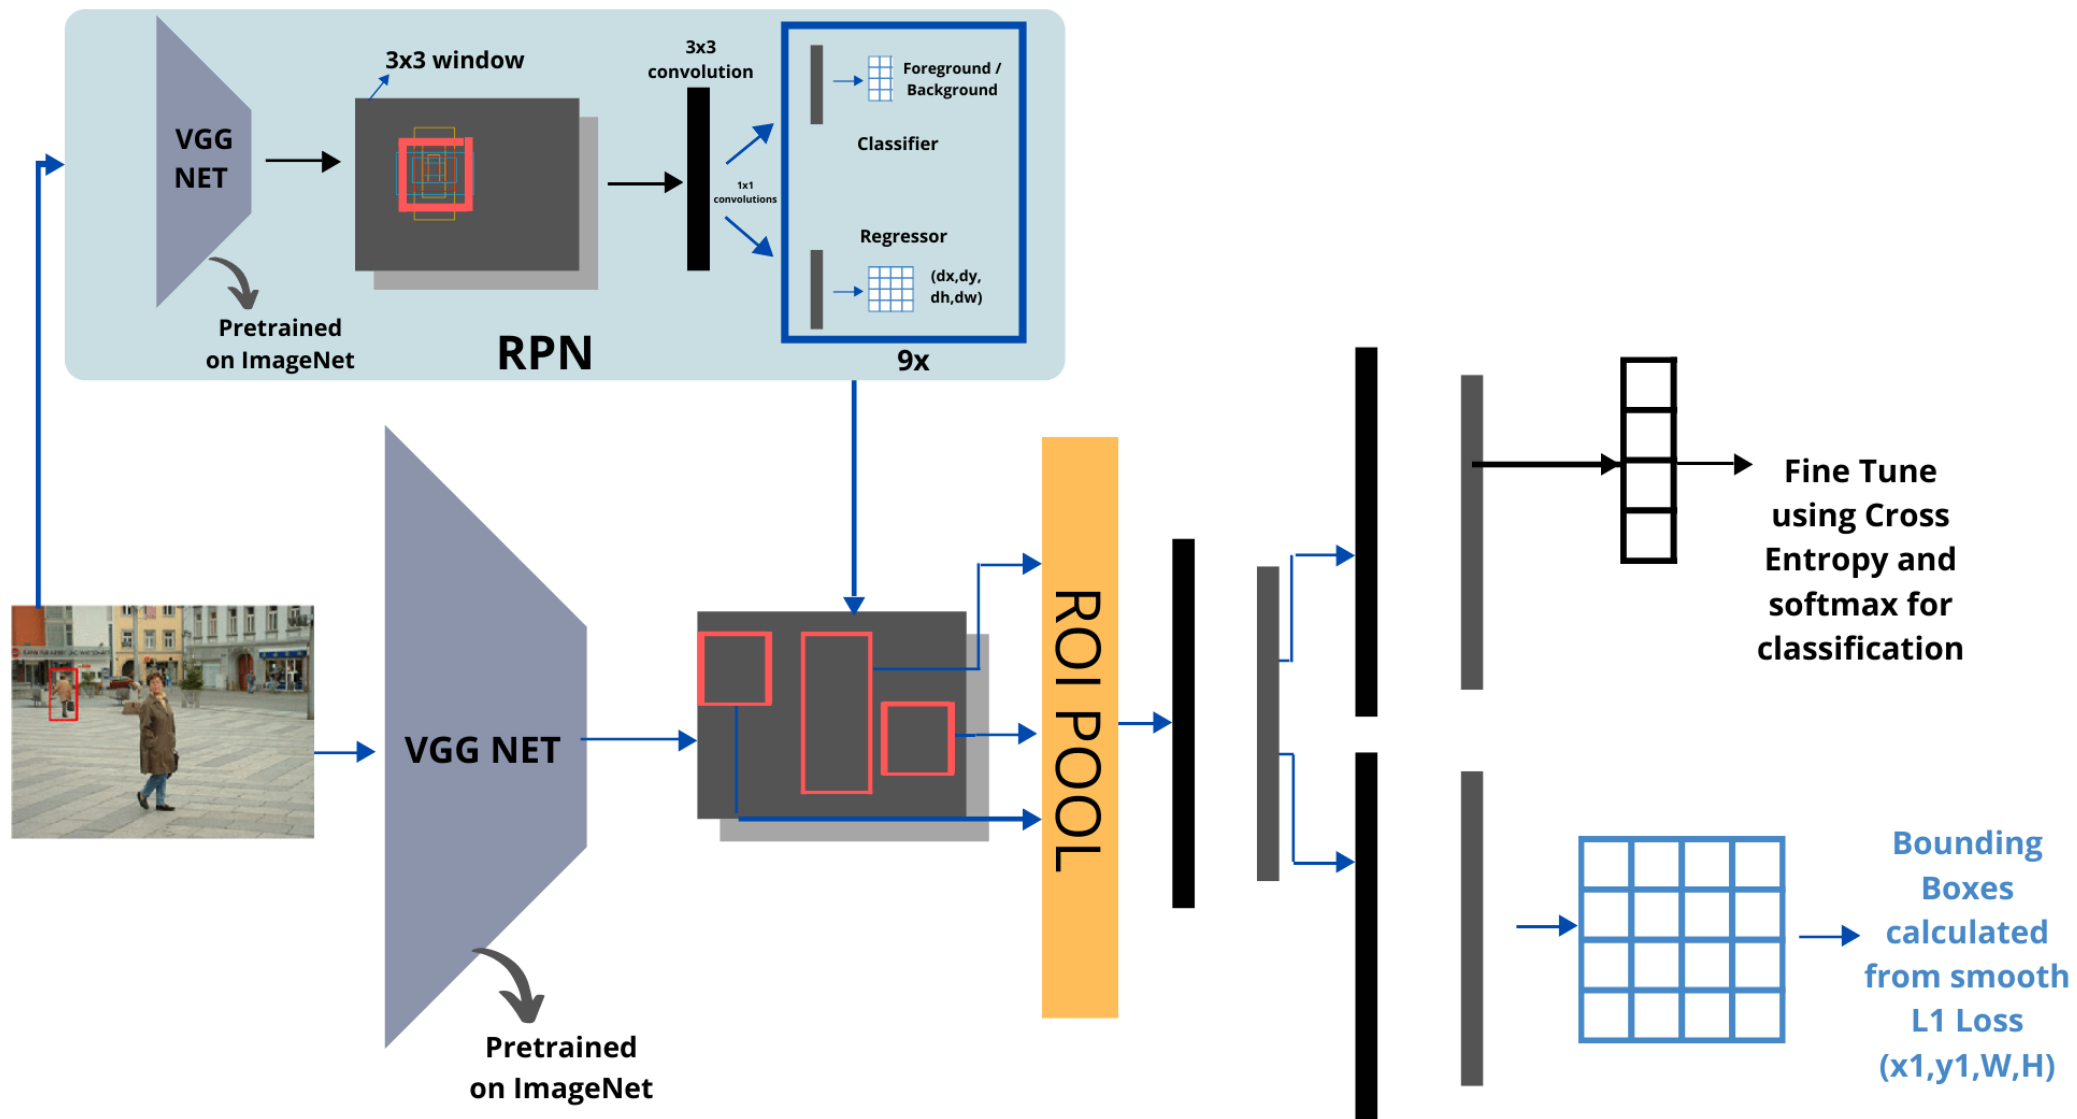 3x3 window
3x3
convolution
VGG
NET
1x1
convolutions
Foreground /
Background
Classifier
Regressor
(dx,dy,
dh,dw)
Pretrained
on ImageNet
RPN
9x
VGG NET
Pretrained
on ImageNet
ROI POOL
Fine Tune
using Cross
Entropy and
softmax for
classification
Bounding
Boxes
calculated
from smooth
L1 Loss
(x1,y1,W,H)